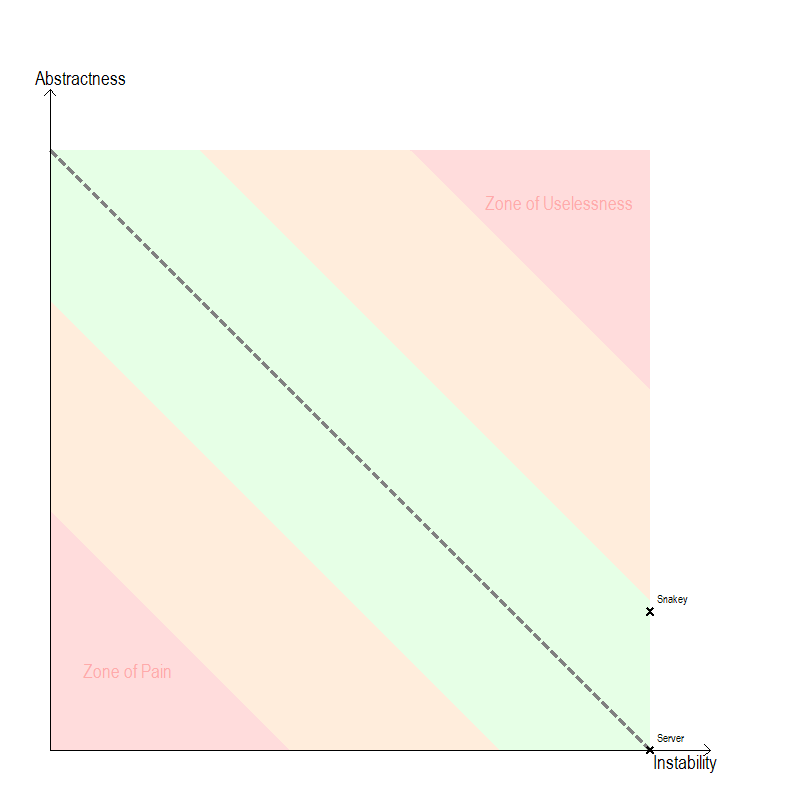 Abstractness
Zone of Uselessness
Snakey
Zone of Pain
Server
Instability